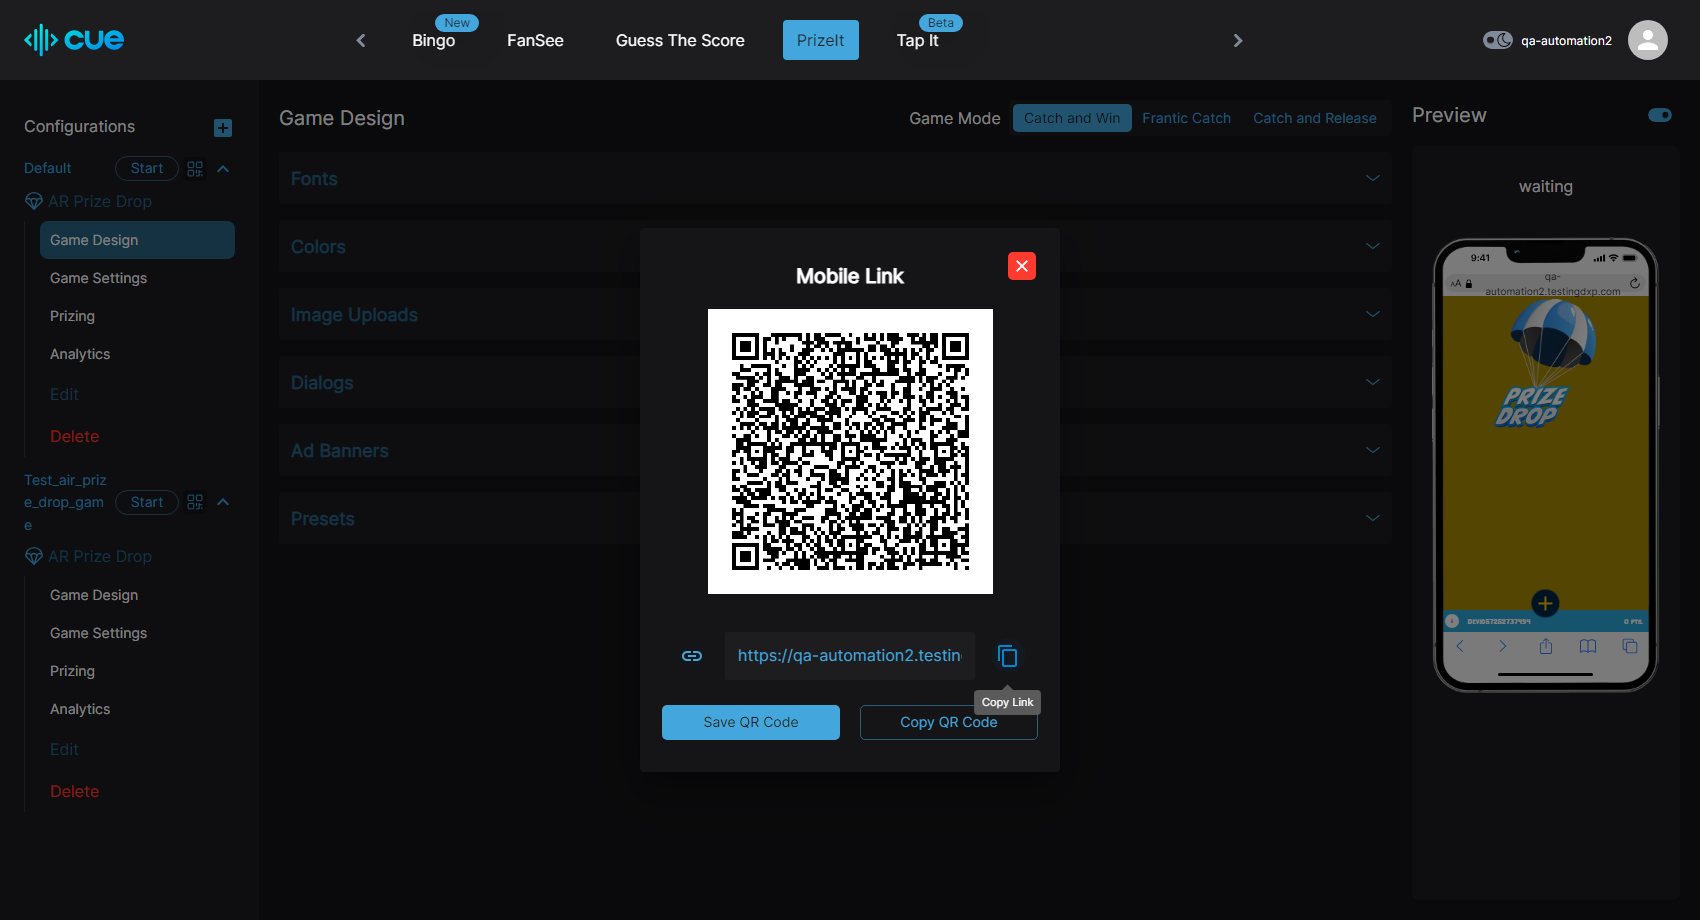 cue
Bingo
New
FanSee
Guess The Score
PrizeIt
Tap It
Beta
qa-automation2
Configurations
Default
Start
AR Prize Drop
Game Design
Game Settings
Prizing
Analytics
Edit
Delete
Test_air_priz
e_drop_gam
e
Start
AR Prize Drop
Game Design
Game Settings
Prizing
Analytics
Edit
Delete
Game Design
Game Mode
Catch and Win
Frantic Catch
Catch and Release
Fonts
Colors
Image Uploads
Dialogs
Ad Banners
Presets
Mobile Link
https://qa-automation2.testin
Copy Link
Save QR Code
Copy QR Code
Preview
waiting
9:41
AA
qa-
automation2.testingdxp.com
PRIZE
DROP
0 PTS.